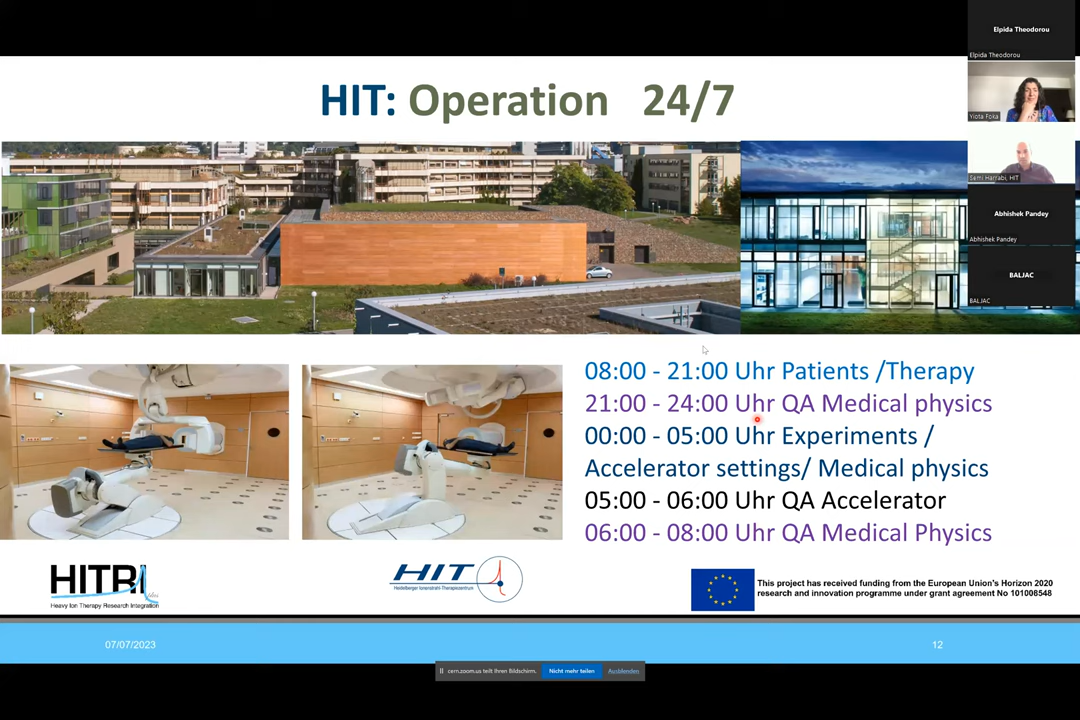 HIT: Operation 24/7
08:00 - 21:00 Uhr Patients /Therapy
21:00 - 24:00 Uhr QA Medical physics
00:00 - 05:00 Uhr Experiments /
Accelerator settings/ Medical physics
05:00 - 06:00 Uhr QA Accelerator
06:00 - 08:00 Uhr QA Medical Physics
HITRI
plus
Heavy Ion Therapy Research Integration
HIT
Heidelberger Ionenstrahl-Therapiezentrum
This project has received funding from the European Union's Horizon 2020
research and innovation programme under grant agreement No 101008548
07/07/2023
12
cern.zoom.us teilt Ihren Bildschirm.
Nicht mehr teilen
Ausblenden
Elpida Theodorou
Elpida Theodorou
Yiota Foka
Semi Harrabi, HIT
Abhishek Pandey
Abhishek Pandey
BALJAC
BALJAC